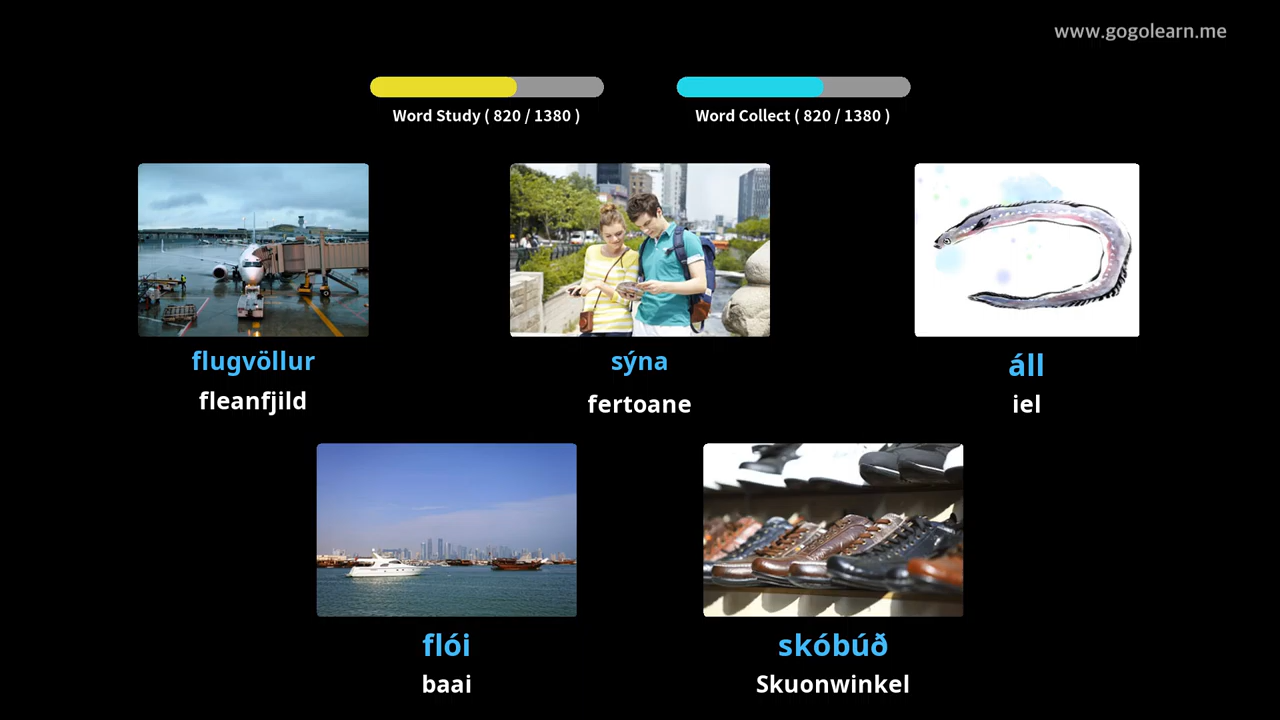 www.gogolearn.me
Word Study ( 820 / 1380 )
Word Collect ( 820 / 1380 )
flugvöllur
fleanfjild
sýna
fertoane
áll
iel
flói
baai
skóbúð
Skuonwinkel